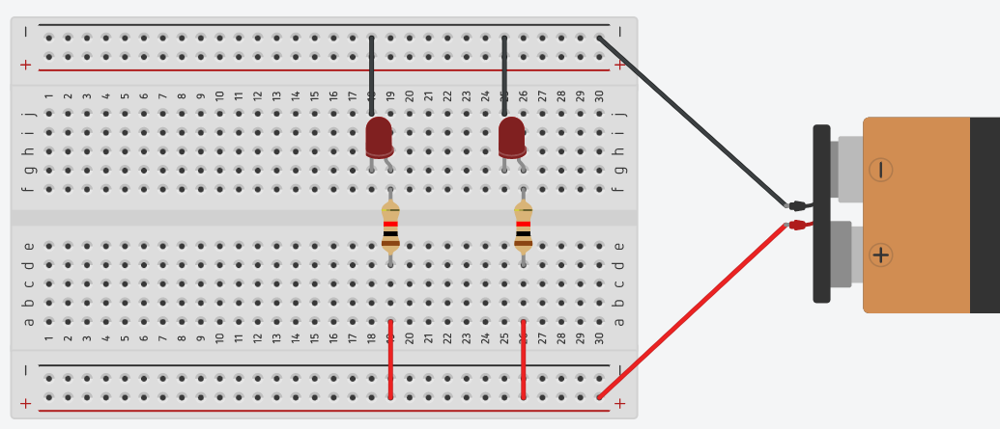 − −
+ +
1 2 3 4 5 6 7 8 9 10 11 12 13 14 15 16 17 18 19 20 21 22 23 24 25 26 27 28 29 30
j j
i i
h h
g g
f f
e e
d d
c c
b b
a a
1 2 3 4 5 6 7 8 9 10 11 12 13 14 15 16 17 18 19 20 21 22 23 24 25 26 27 28 29 30
− −
+ +
−
+